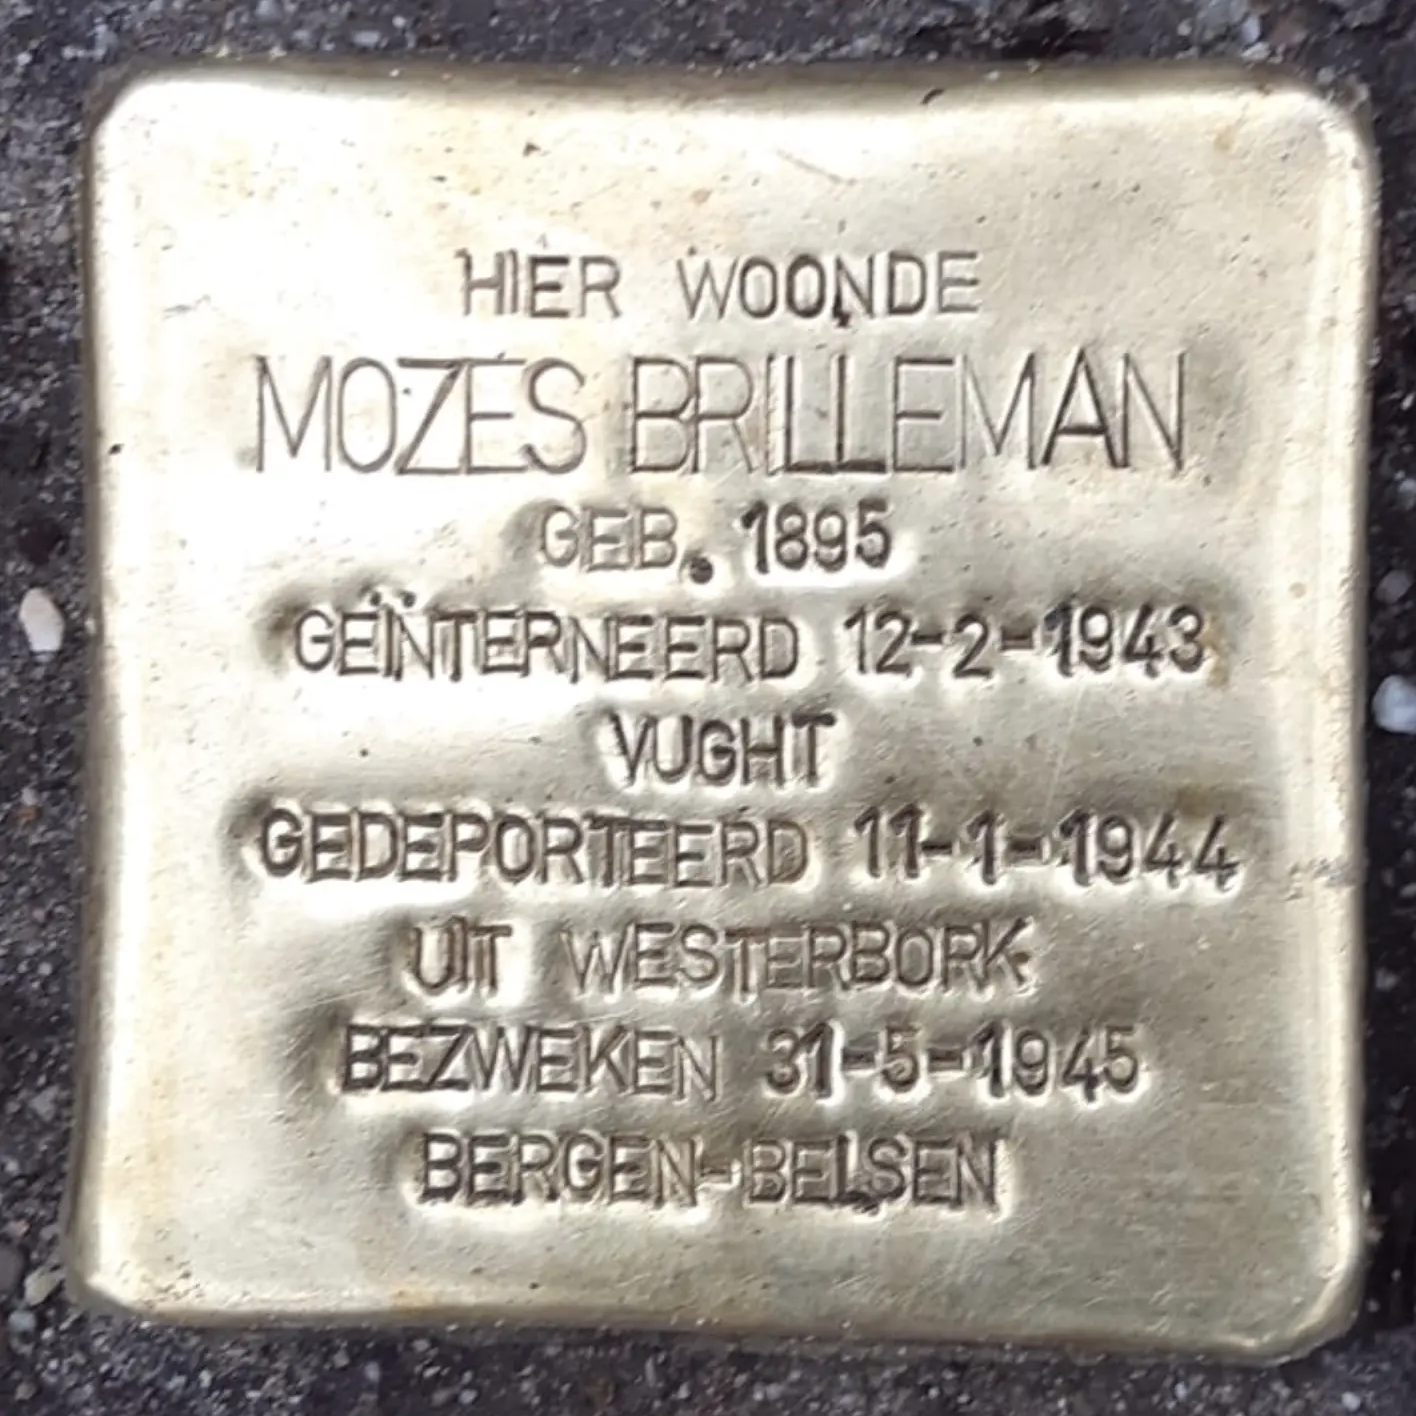 HIER WOONDE
MOZES BRILLEMAN
GEB. 1895
GEÏNTERNEERD 12-2-1943
VUGHT
GEDEPORTEERD 11-1-1944
UIT WESTERBORK
BEZWEKEN 31-5-1945
BERGEN-BELSEN